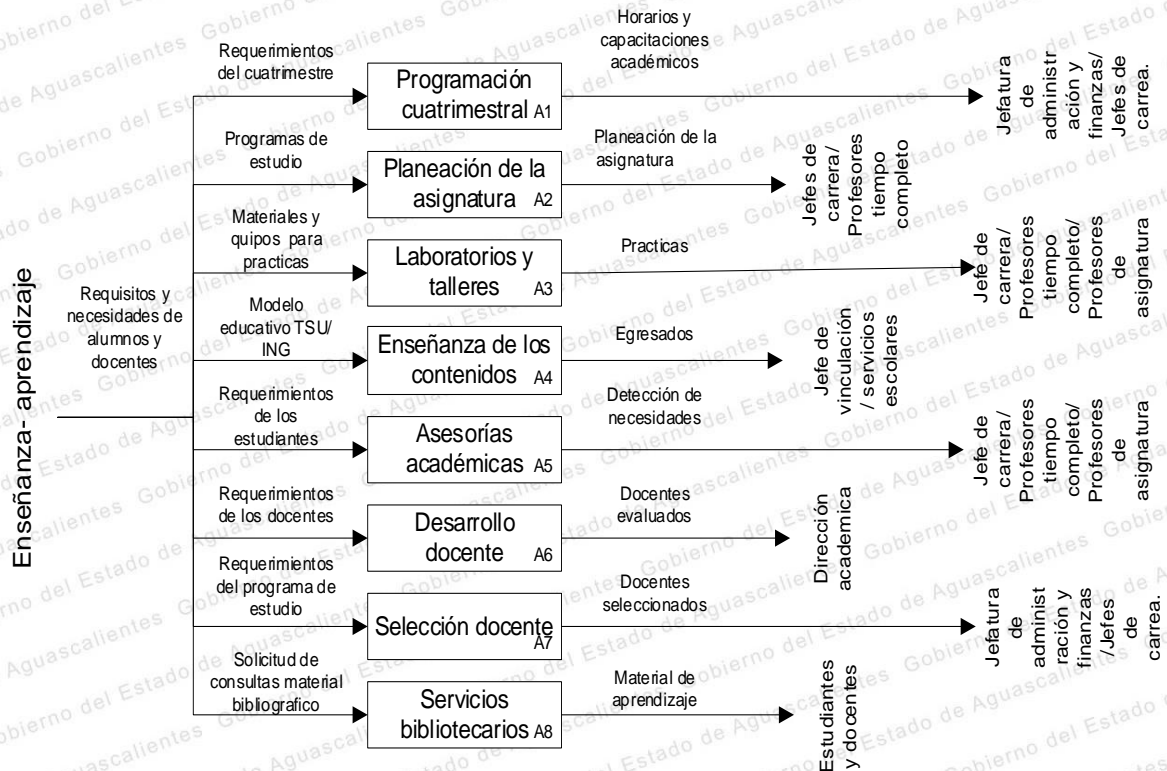 Enseñanza- aprendizaje
Requisitos y
necesidades de
alumnos y
docentes
Requerimientos
del cuatrimestre
Programación
cuatrimestral A1
Horarios y
capacitaciones
académicos
Jefatura
de
administr
ación y
finanzas/
Jefes de
carrea.
Programas de
estudio
Planeación de la
asignatura A2
Planeación de la
asignatura
Jefes de
carrera/
Profesores
tiempo
completo
Materiales y
quipos para
practicas
Laboratorios y
talleres A3
Practicas
Jefe de
carrera/
Profesores
tiempo
completo/
Profesores
de
asignatura
Modelo
educativo TSU/
ING
Enseñanza de los
contenidos A4
Egresados
Jefe de
vinculación
/ servicios
escolares
Requerimientos
de los
estudiantes
Asesorías
académicas A5
Detección de
necesidades
Jefe de
carrera/
Profesores
tiempo
completo/
Profesores
de
asignatura
Requerimientos
de los docentes
Desarrollo
docente A6
Docentes
evaluados
Dirección
academica
Requerimientos
del programa de
estudio
Selección docente
A7
Docentes
seleccionados
Jefatura
de
administ
ración y
finanzas
/Jefes
de
carrea.
Solicitud de
consultas material
bibliografico
Servicios
bibliotecarios A8
Material de
aprendizaje
Estudiantes
y docentes
Gobierno del Estado de Aguascalientes